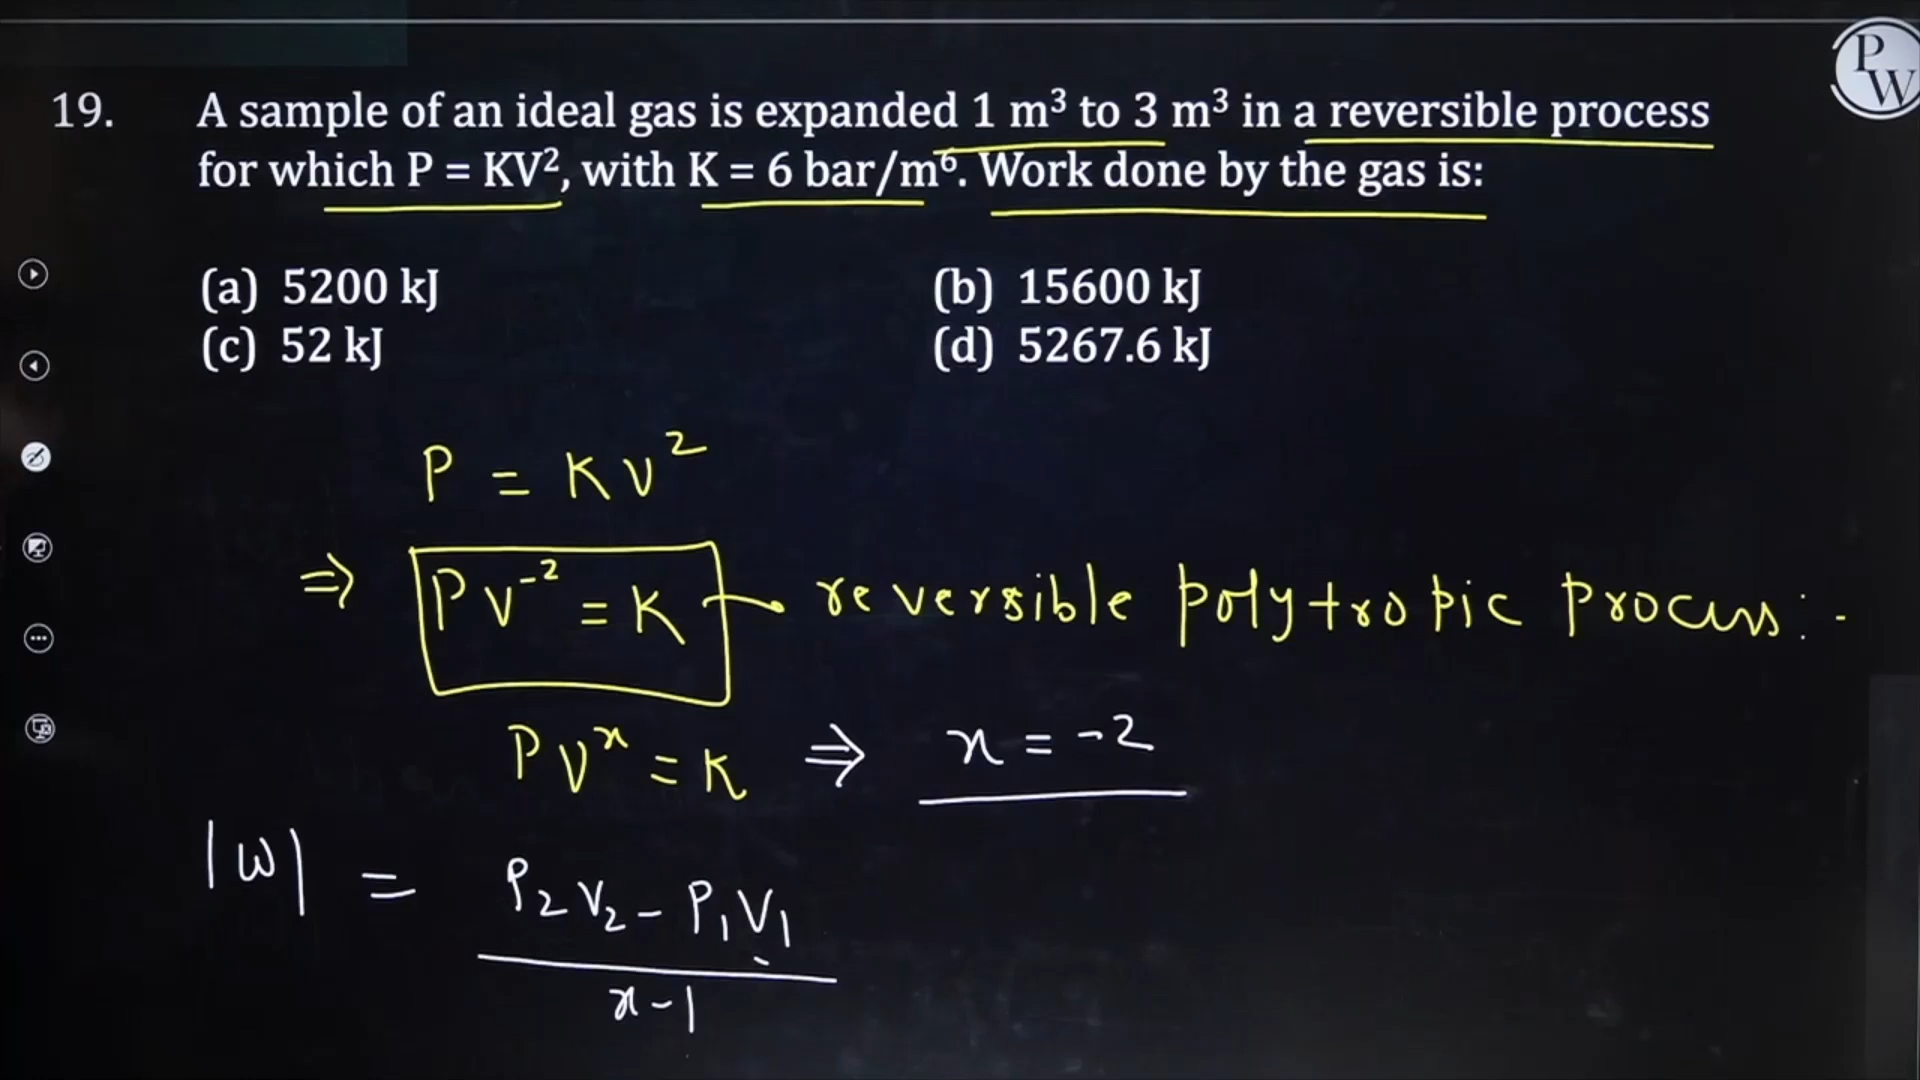 PW
19. A sample of an ideal gas is expanded 1 m³ to 3 m³ in a reversible process
for which P = KV², with K = 6 bar/m⁶. Work done by the gas is:
(a) 5200 kJ (b) 15600 kJ
(c) 52 kJ (d) 5267.6 kJ
P = KV²
⇒ PV⁻² = K → reversible polytropic process:-
PVˣ = K ⇒ x = -2
|W| = P₂V₂ - P₁V₁
x - 1